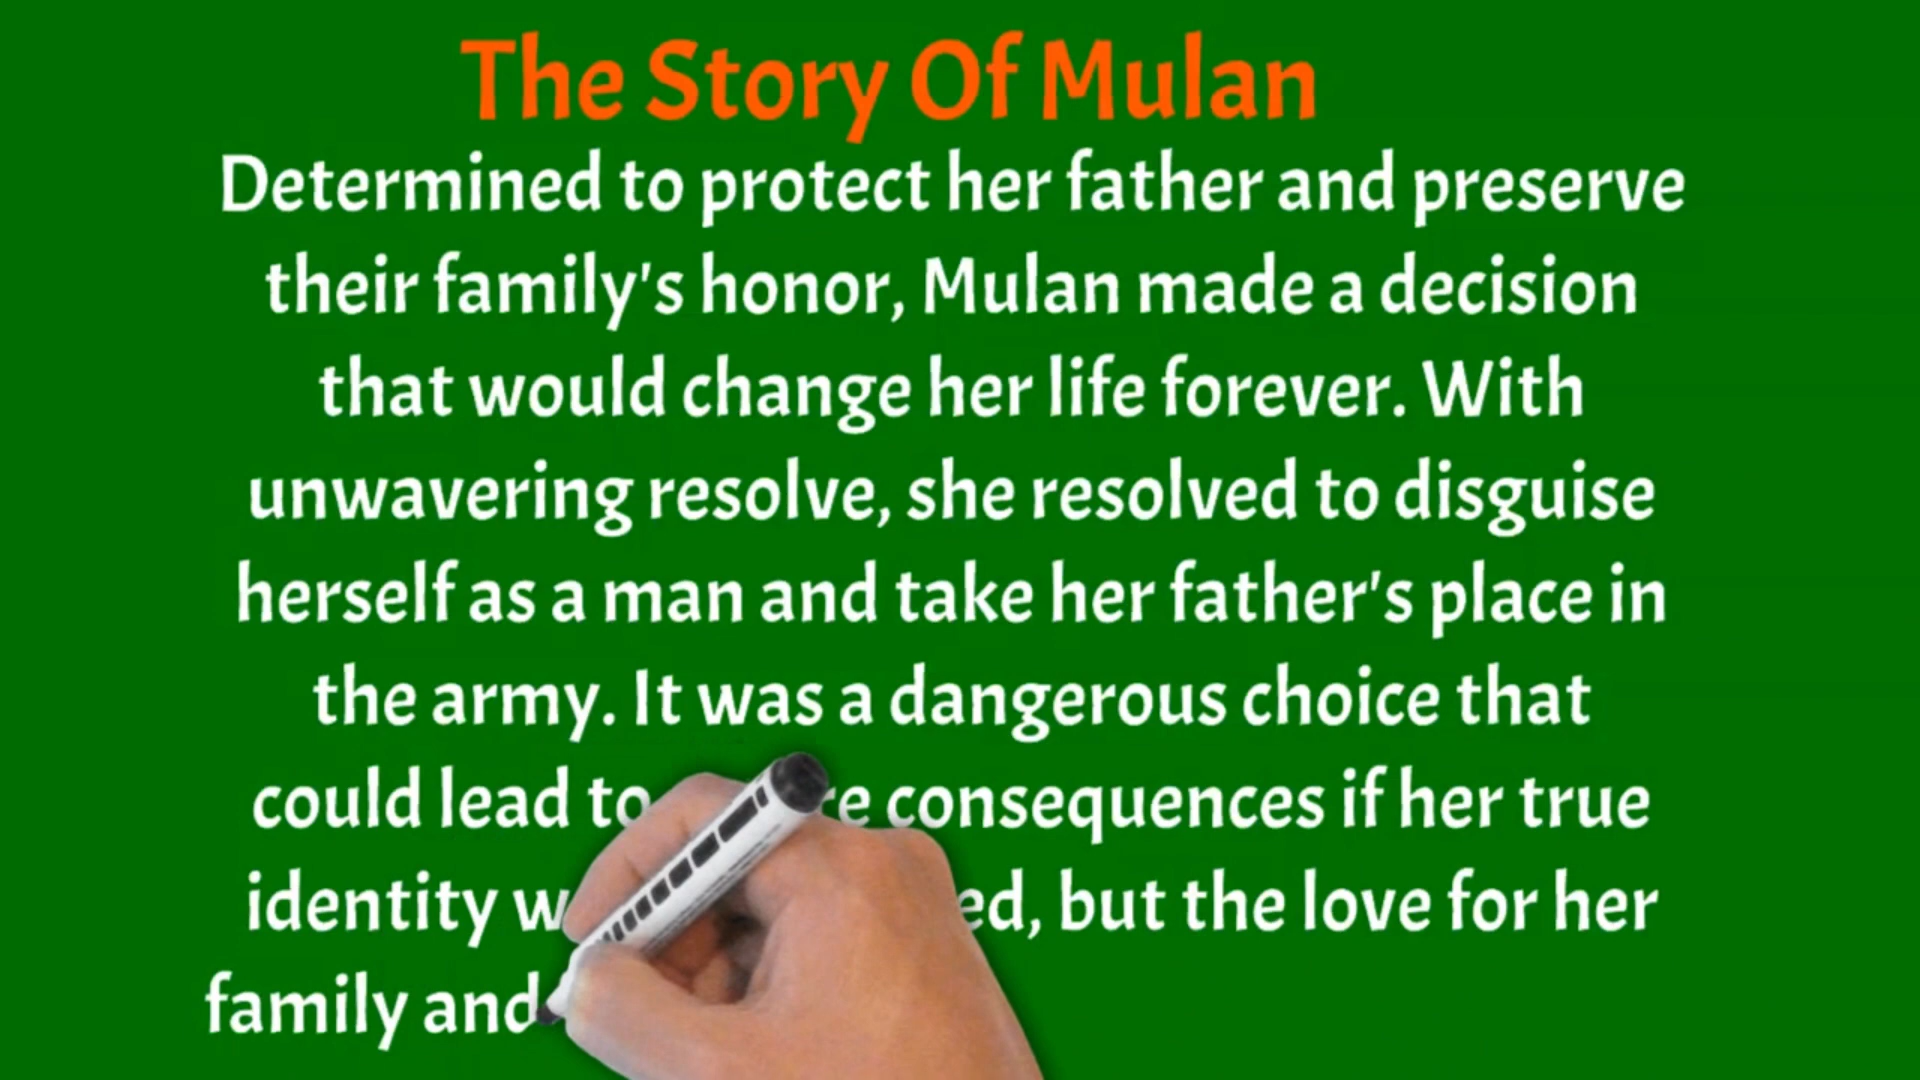 The Story Of Mulan
Determined to protect her father and preserve
their family's honor, Mulan made a decision
that would change her life forever. With
unwavering resolve, she resolved to disguise
herself as a man and take her father's place in
the army. It was a dangerous choice that
could lead to consequences if her true
identity but the love for her
family and